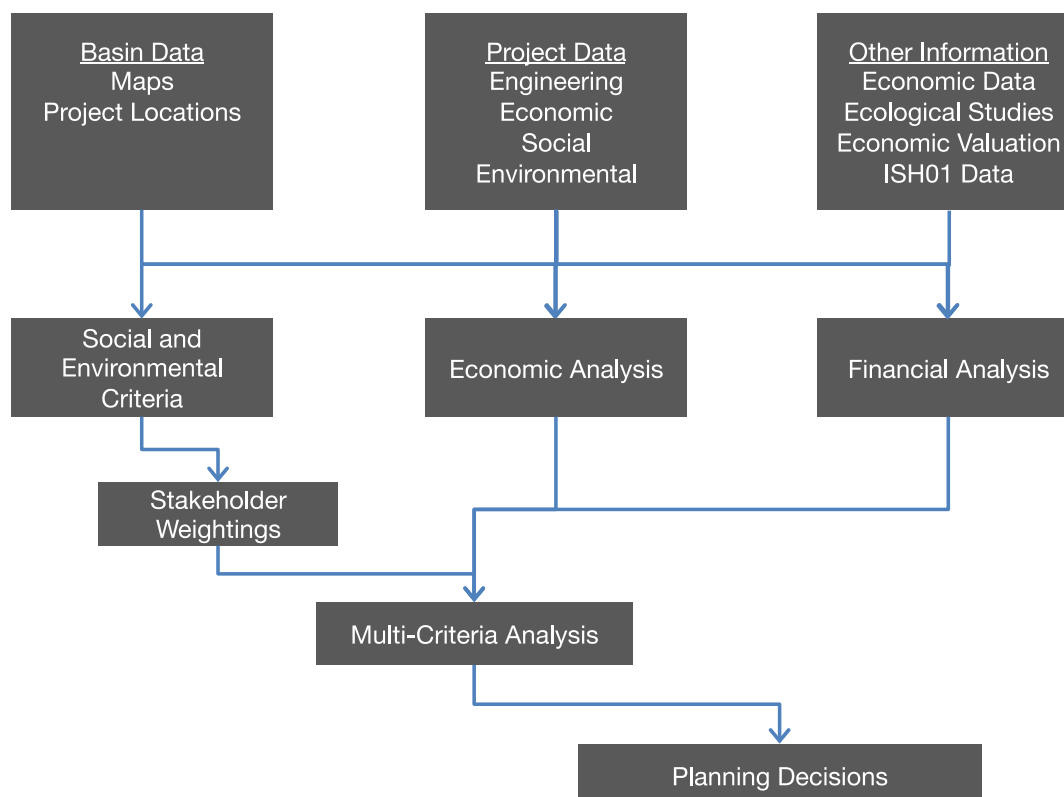 Basin Data
Maps
Project Locations
Project Data
Engineering
Economic
Social
Environmental
Other Information
Economic Data
Ecological Studies
Economic Valuation
ISH01 Data
Social and
Environmental
Criteria
Economic Analysis
Financial Analysis
Stakeholder
Weightings
Multi-Criteria Analysis
Planning Decisions